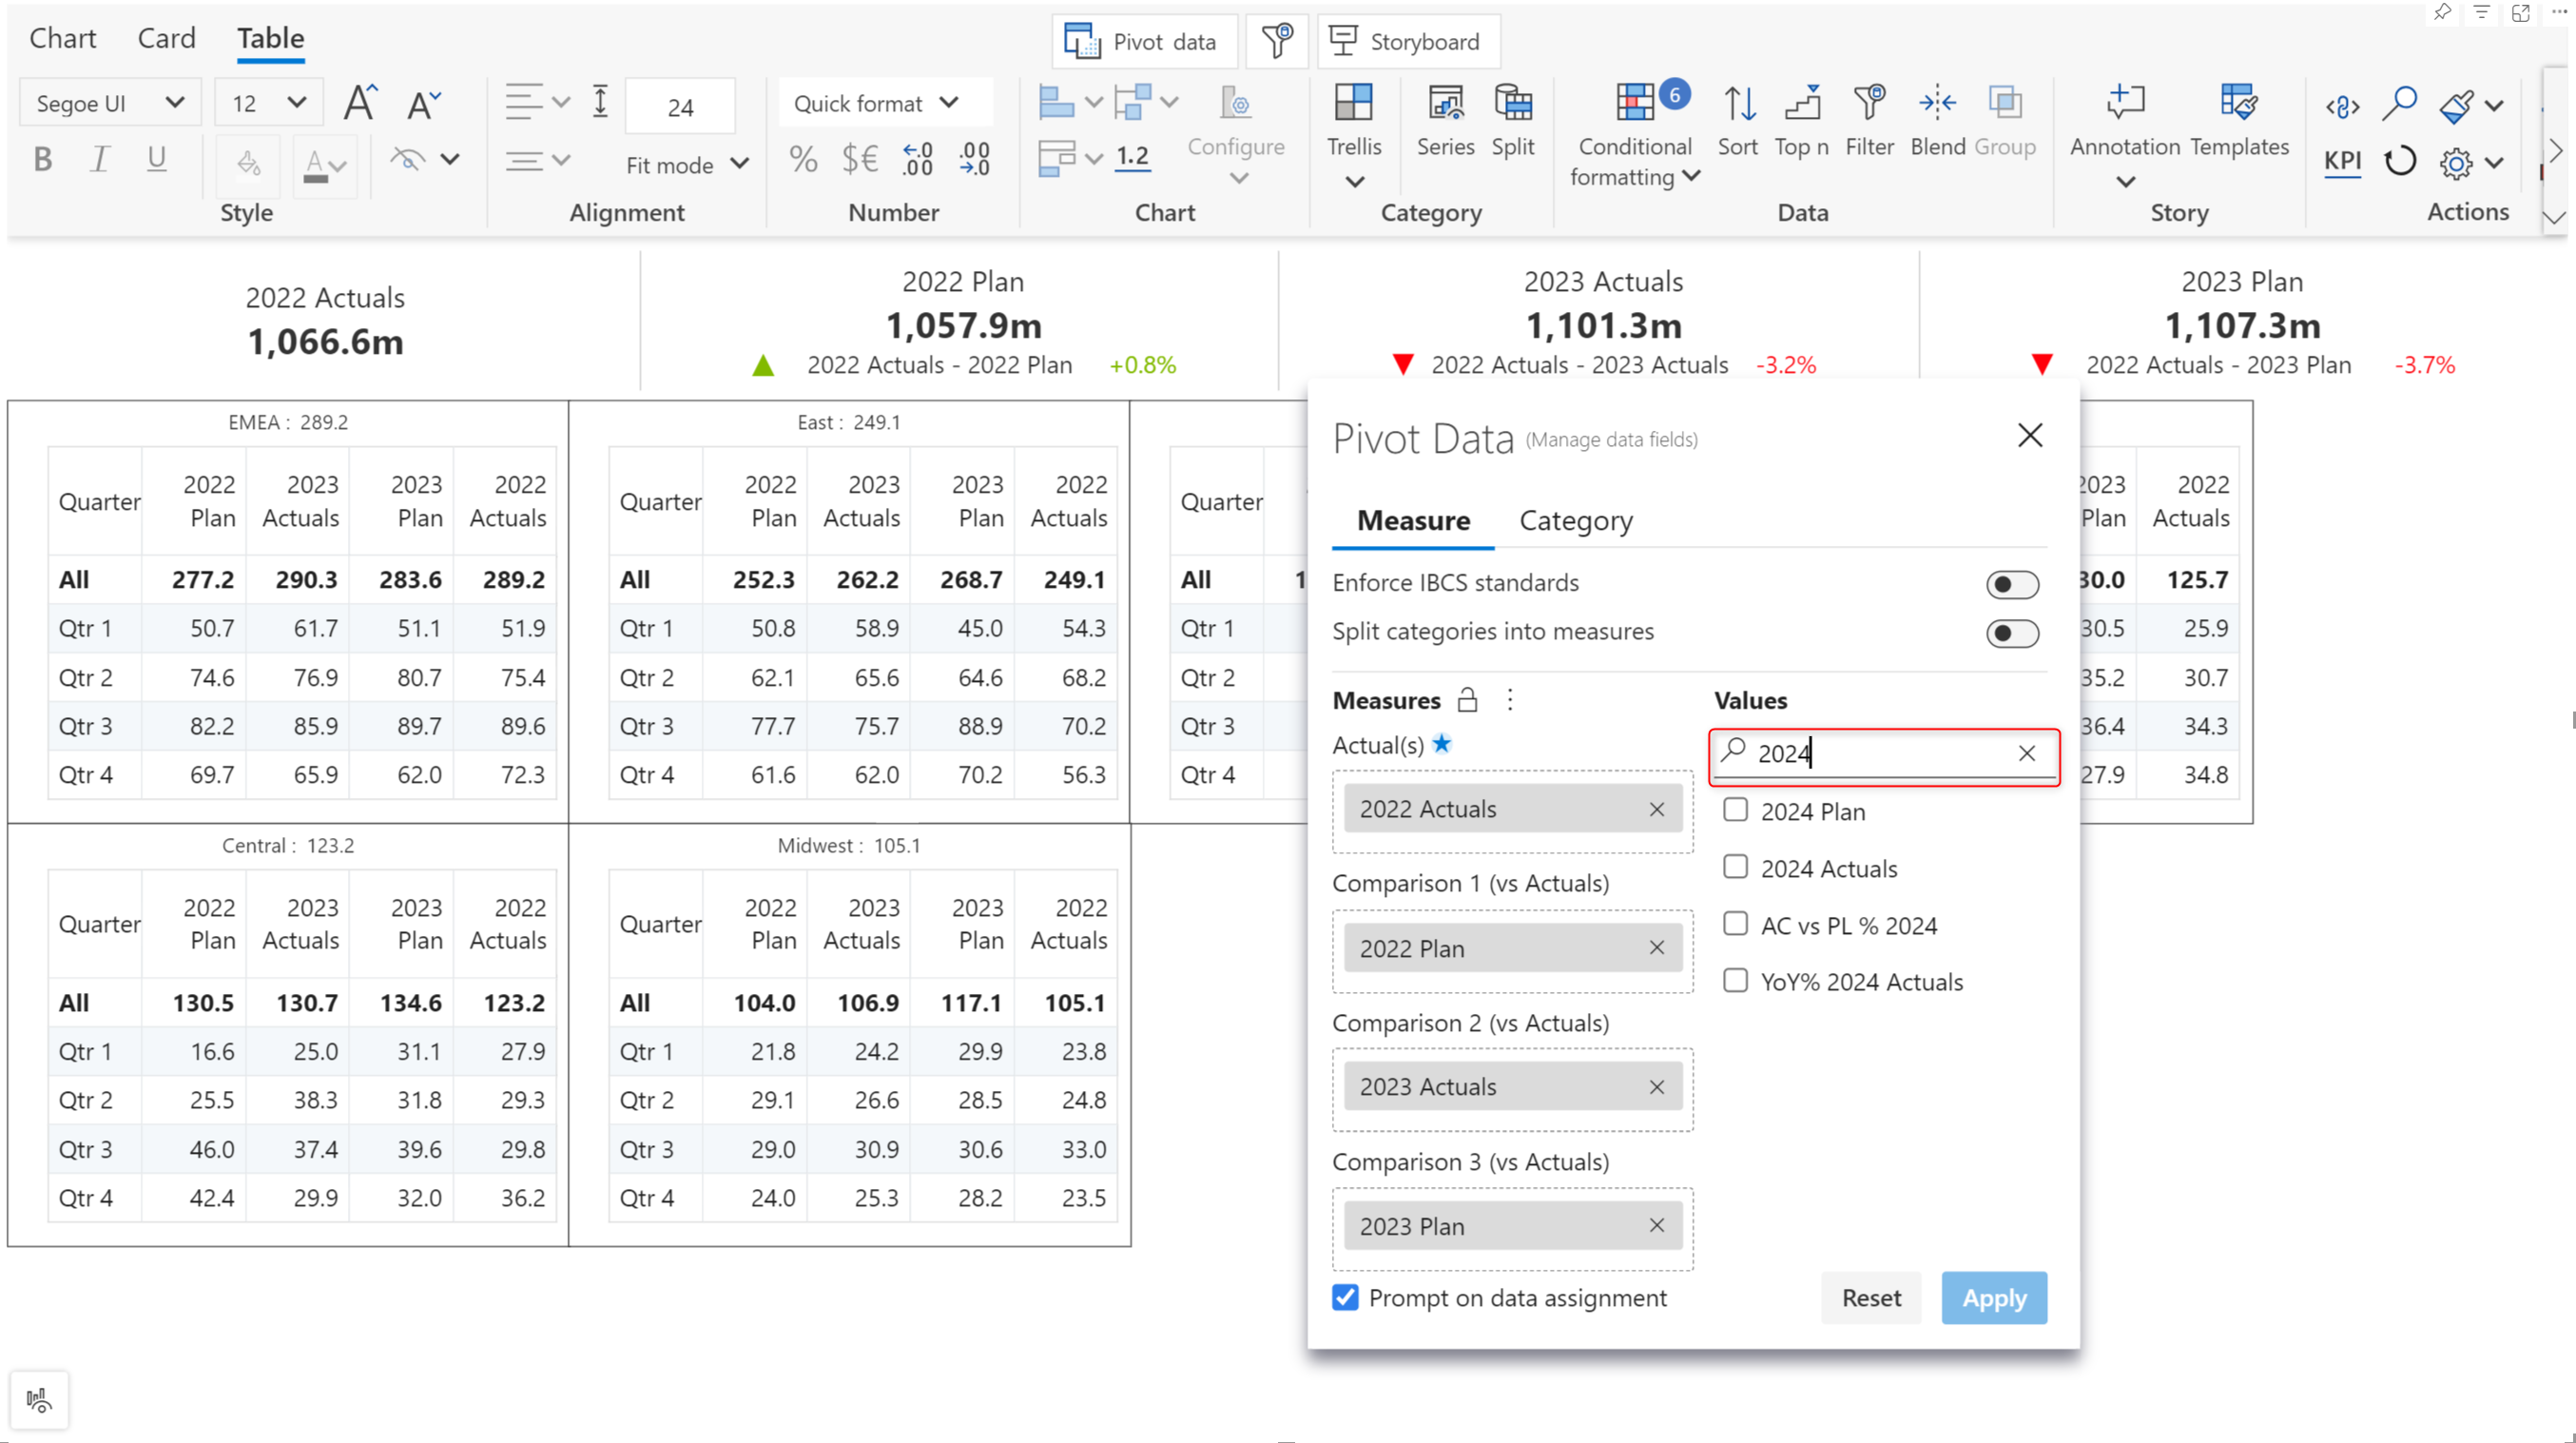 Chart Card Table
Pivot data Storyboard
Segoe UI 12 24 Quick format
Configure Trellis Series Split Conditional formatting 6 Sort Top n Filter Blend Group Annotation Templates
B I U A Fit mode % $€ 1.2 KPI
Style Alignment Number Chart Category Data Story Actions
2022 Actuals
1,066.6m
2022 Plan
1,057.9m
2022 Actuals - 2022 Plan +0.8%
2023 Actuals
1,101.3m
2022 Actuals - 2023 Actuals -3.2%
2023 Plan
1,107.3m
2022 Actuals - 2023 Plan -3.7%
EMEA : 289.2
Quarter 2022 Plan 2023 Actuals 2023 Plan 2022 Actuals
All 277.2 290.3 283.6 289.2
Qtr 1 50.7 61.7 51.1 51.9
Qtr 2 74.6 76.9 80.7 75.4
Qtr 3 82.2 85.9 89.7 89.6
Qtr 4 69.7 65.9 62.0 72.3
East : 249.1
Quarter 2022 Plan 2023 Actuals 2023 Plan 2022 Actuals
All 252.3 262.2 268.7 249.1
Qtr 1 50.8 58.9 45.0 54.3
Qtr 2 62.1 65.6 64.6 68.2
Qtr 3 77.7 75.7 88.9 70.2
Qtr 4 61.6 62.0 70.2 56.3
Quarter
All 1
Qtr 1
Qtr 2
Qtr 3
Qtr 4
2023 Plan 2022 Actuals
30.0 125.7
30.5 25.9
35.2 30.7
36.4 34.3
27.9 34.8
Central : 123.2
Quarter 2022 Plan 2023 Actuals 2023 Plan 2022 Actuals
All 130.5 130.7 134.6 123.2
Qtr 1 16.6 25.0 31.1 27.9
Qtr 2 25.5 38.3 31.8 29.3
Qtr 3 46.0 37.4 39.6 29.8
Qtr 4 42.4 29.9 32.0 36.2
Midwest : 105.1
Quarter 2022 Plan 2023 Actuals 2023 Plan 2022 Actuals
All 104.0 106.9 117.1 105.1
Qtr 1 21.8 24.2 29.9 23.8
Qtr 2 29.1 26.6 28.5 24.8
Qtr 3 29.0 30.9 30.6 33.0
Qtr 4 24.0 25.3 28.2 23.5
Pivot Data (Manage data fields)
Measure Category
Enforce IBCS standards
Split categories into measures
Measures
Actual(s)
2022 Actuals
Comparison 1 (vs Actuals)
2022 Plan
Comparison 2 (vs Actuals)
2023 Actuals
Comparison 3 (vs Actuals)
2023 Plan
Values
2024
2024 Plan
2024 Actuals
AC vs PL % 2024
YoY% 2024 Actuals
Prompt on data assignment
Reset Apply